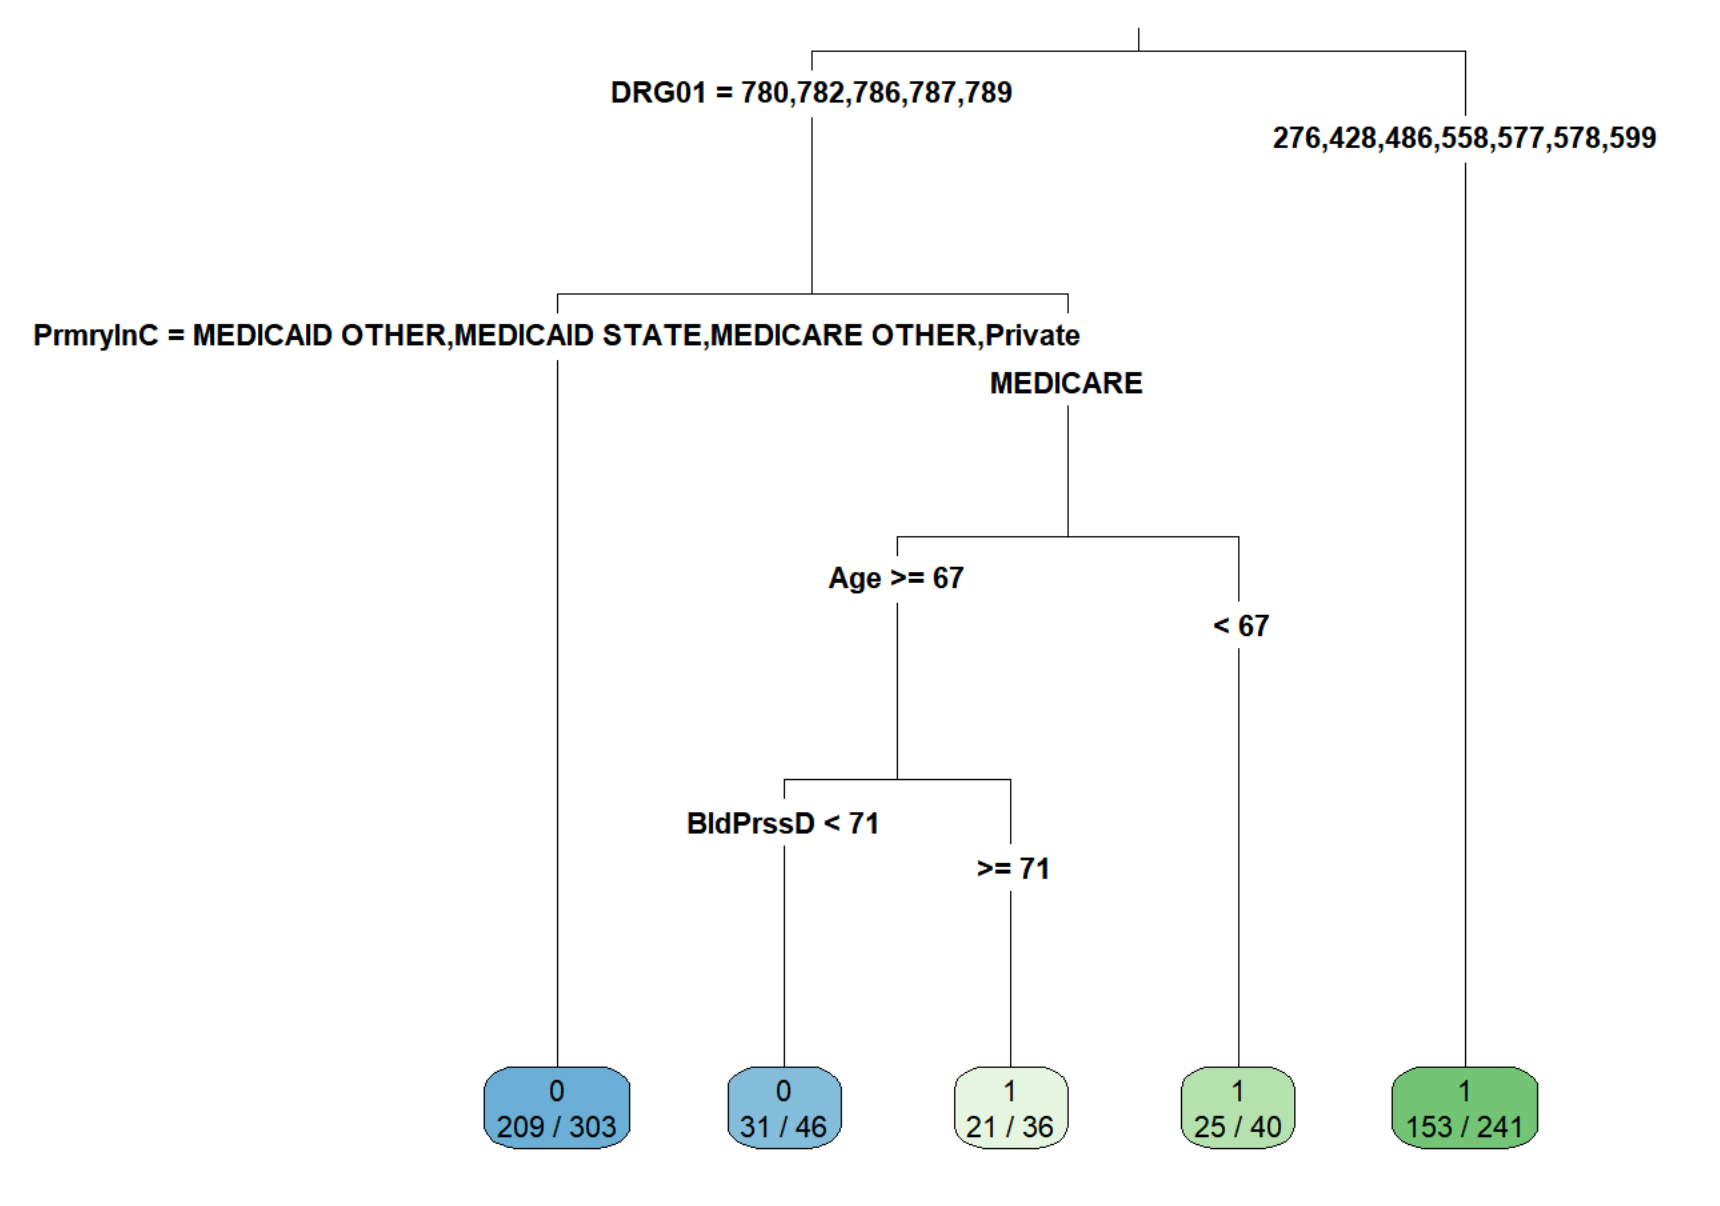 DRG01 = 780,782,786,787,789
276,428,486,558,577,578,599
PrmryInC = MEDICAID OTHER,MEDICAID STATE,MEDICARE OTHER,Private
MEDICARE
Age >= 67
< 67
BldPrssD < 71
>= 71
0
209 / 303
0
31 / 46
1
21 / 36
1
25 / 40
1
153 / 241